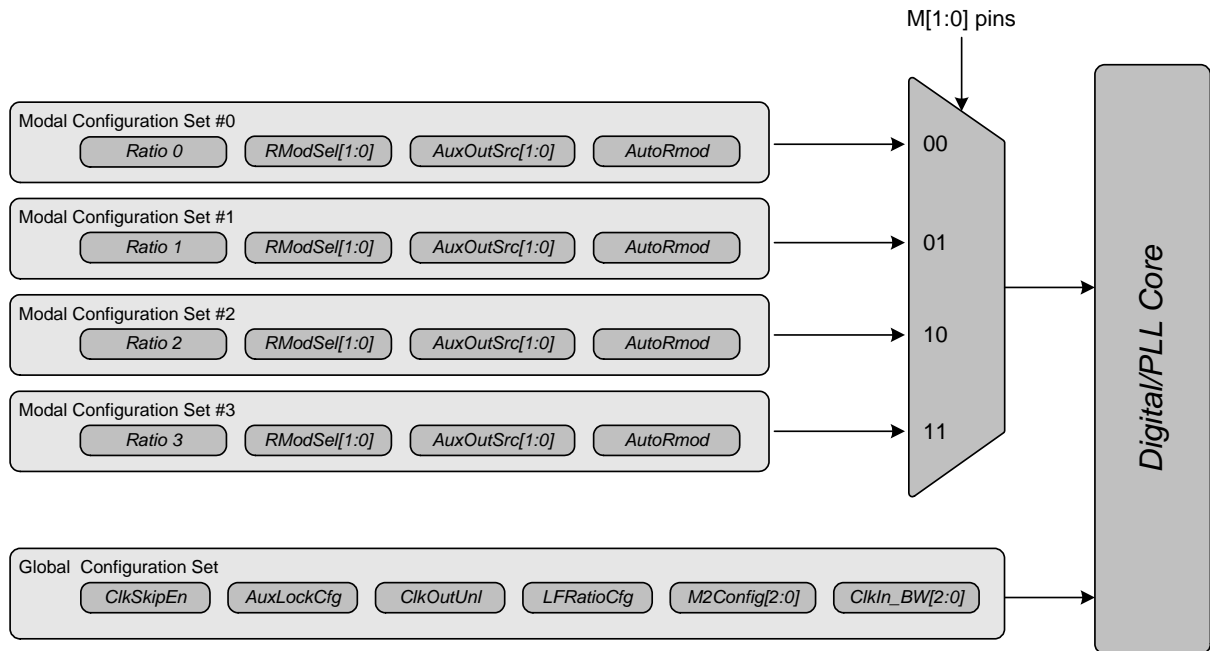 M[1:0] pins
Modal Configuration Set #0
Ratio 0 RModSel[1:0] AuxOutSrc[1:0] AutoRmod
00
Modal Configuration Set #1
Ratio 1 RModSel[1:0] AuxOutSrc[1:0] AutoRmod
01
Modal Configuration Set #2
Ratio 2 RModSel[1:0] AuxOutSrc[1:0] AutoRmod
10
Modal Configuration Set #3
Ratio 3 RModSel[1:0] AuxOutSrc[1:0] AutoRmod
11
Digital/PLL Core
Global Configuration Set
ClkSkipEn AuxLockCfg ClkOutUnl LFRatioCfg M2Config[2:0] ClkIn_BW[2:0]